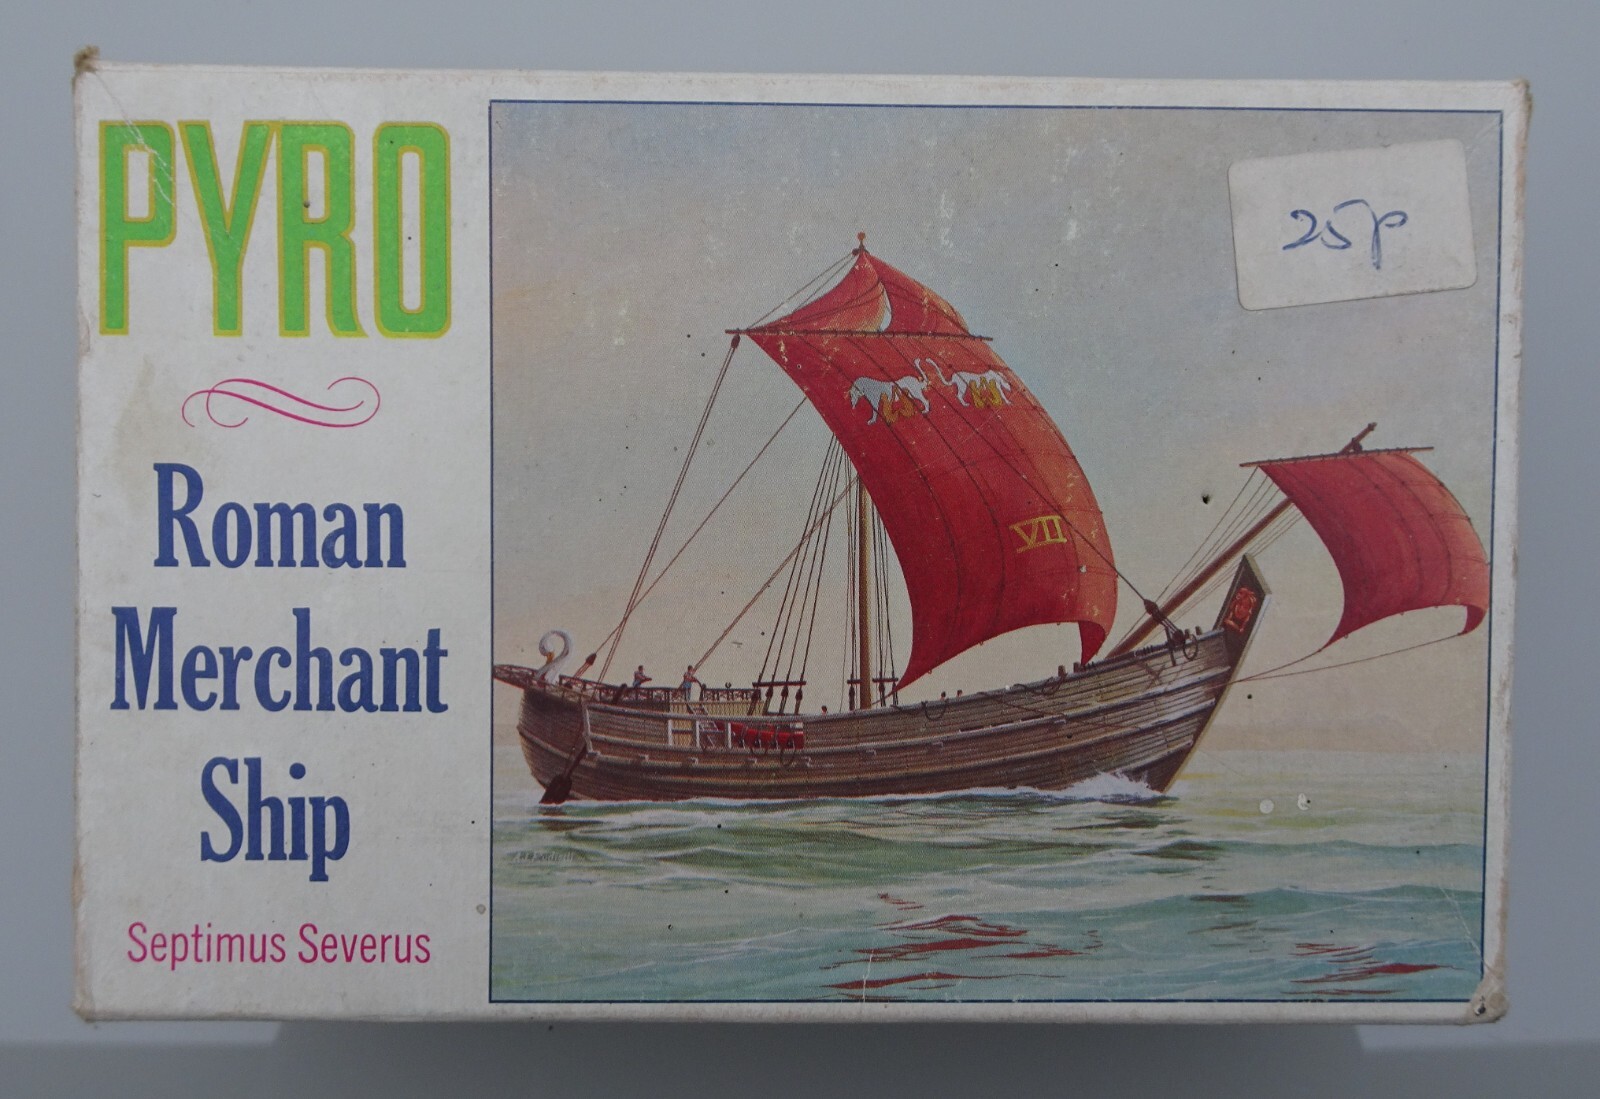 PYRO
Roman
Merchant
Ship
Septimus Severus
25p
VII